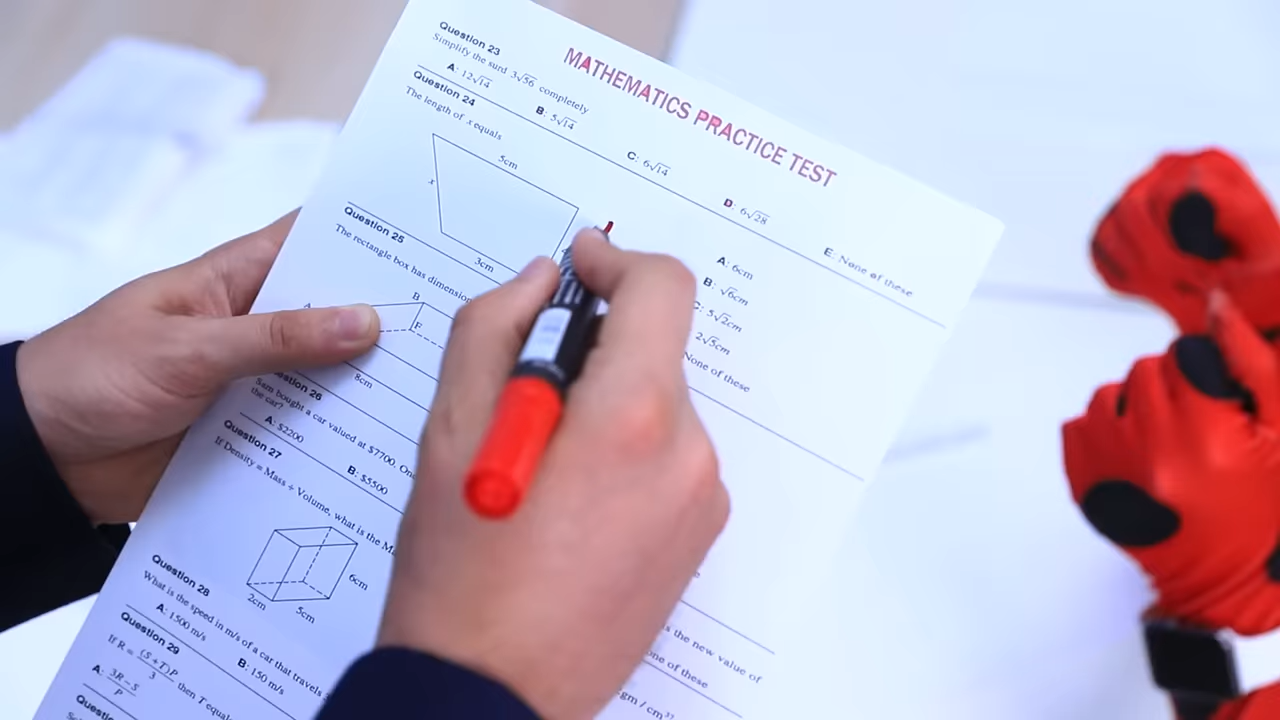 MATHEMATICS PRACTICE TEST
Question 23
Simplify the surd 3√56 completely
A: 12√14
B: 5√14
C: 6√14
D: 6√28
E: None of these
Question 24
The length of x equals
5cm
x
3cm
A: 6cm
B: √6cm
5√2cm
2√5cm
None of these
Question 25
The rectangle box has dimension
B
F
8cm
Question 26
Sam bought a car valued at $7700. One
the car?
s the new value of
A: $2200
B: $5500
one of these
Question 27
If Density = Mass ÷ Volume, what is the Ma
gm / cm³?
6cm
2cm
5cm
Question 28
What is the speed in m/s of a car that travels
A: 1500 m/s
B: 150 m/s
Question 29
If R = (S+T)P/3 then T equal
A: (3R−S)/P